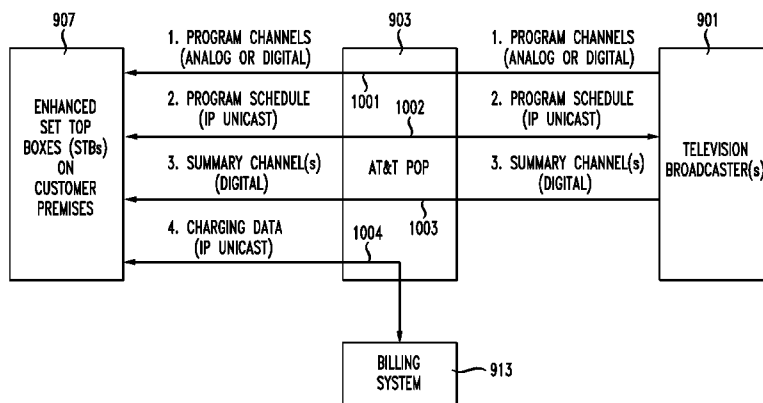 907
903
901
1. PROGRAM CHANNELS
(ANALOG OR DIGITAL)
1. PROGRAM CHANNELS
(ANALOG OR DIGITAL)
1001
2. PROGRAM SCHEDULE
(IP UNICAST)
1002
2. PROGRAM SCHEDULE
(IP UNICAST)
ENHANCED
SET TOP
BOXES (STBs)
ON
CUSTOMER
PREMISES
3. SUMMARY CHANNEL(s)
(DIGITAL)
AT&T POP
3. SUMMARY CHANNEL(s)
(DIGITAL)
TELEVISION
BROADCASTER(s)
1003
4. CHARGING DATA
(IP UNICAST)
1004
BILLING
SYSTEM
913